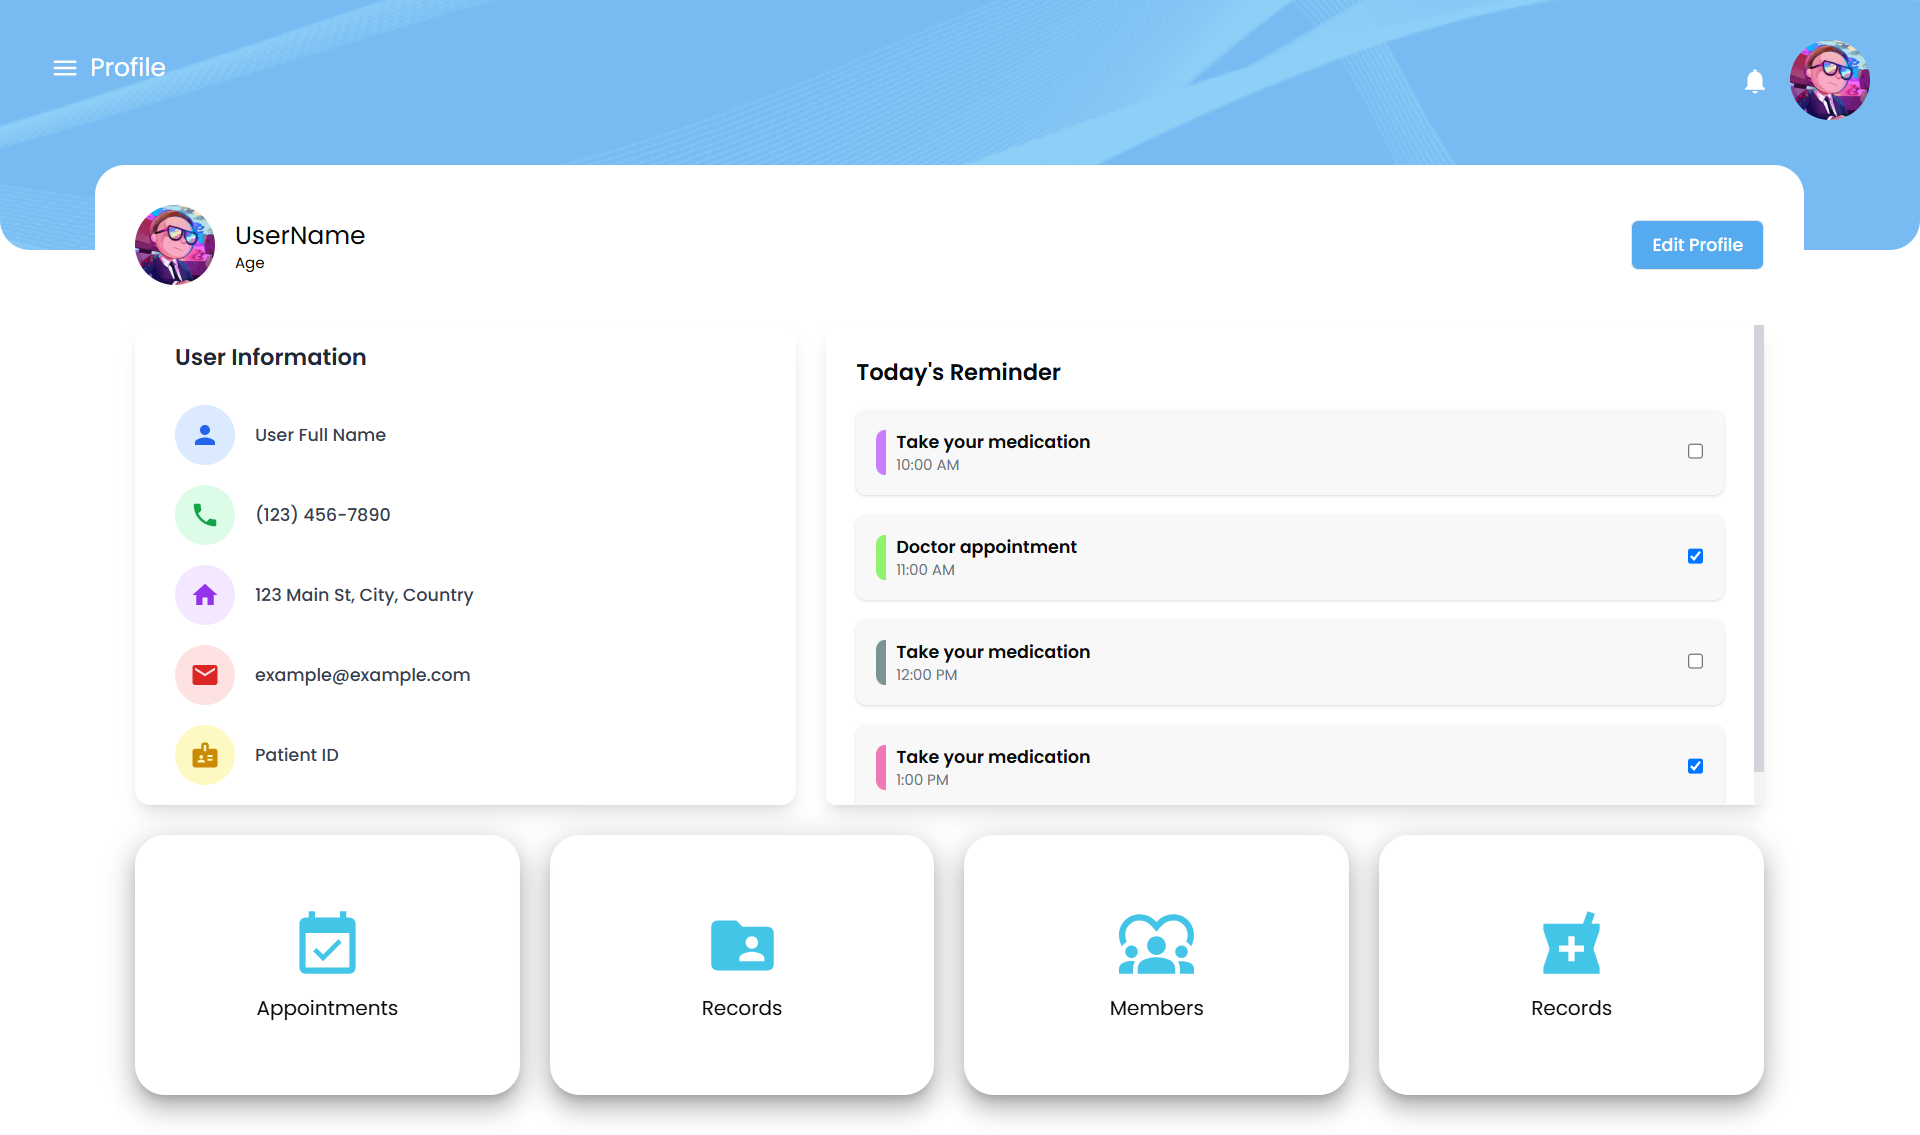 Profile
UserName
Age
Edit Profile
User Information
User Full Name
(123) 456-7890
123 Main St, City, Country
example@example.com
Patient ID
Today's Reminder
Take your medication
10:00 AM
Doctor appointment
11:00 AM
Take your medication
12:00 PM
Take your medication
1:00 PM
Appointments
Records
Members
Records